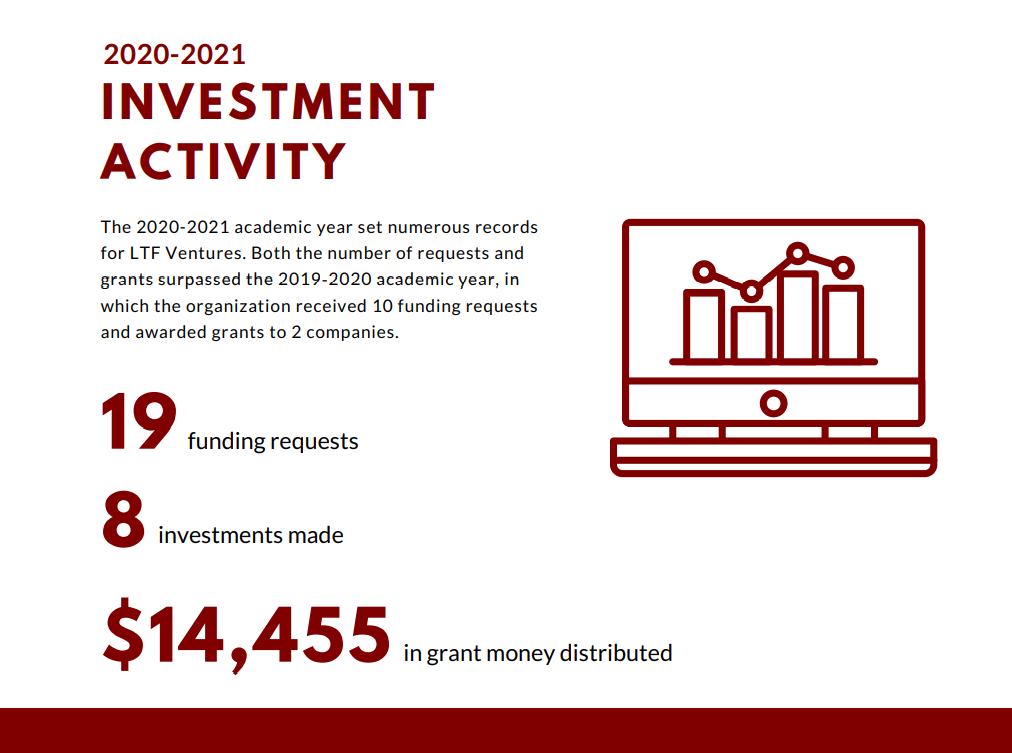 2020-2021
INVESTMENT
ACTIVITY
The 2020-2021 academic year set numerous records
for LTF Ventures. Both the number of requests and
grants surpassed the 2019-2020 academic year, in
which the organization received 10 funding requests
and awarded grants to 2 companies.
19 funding requests
8 investments made
$14,455 in grant money distributed